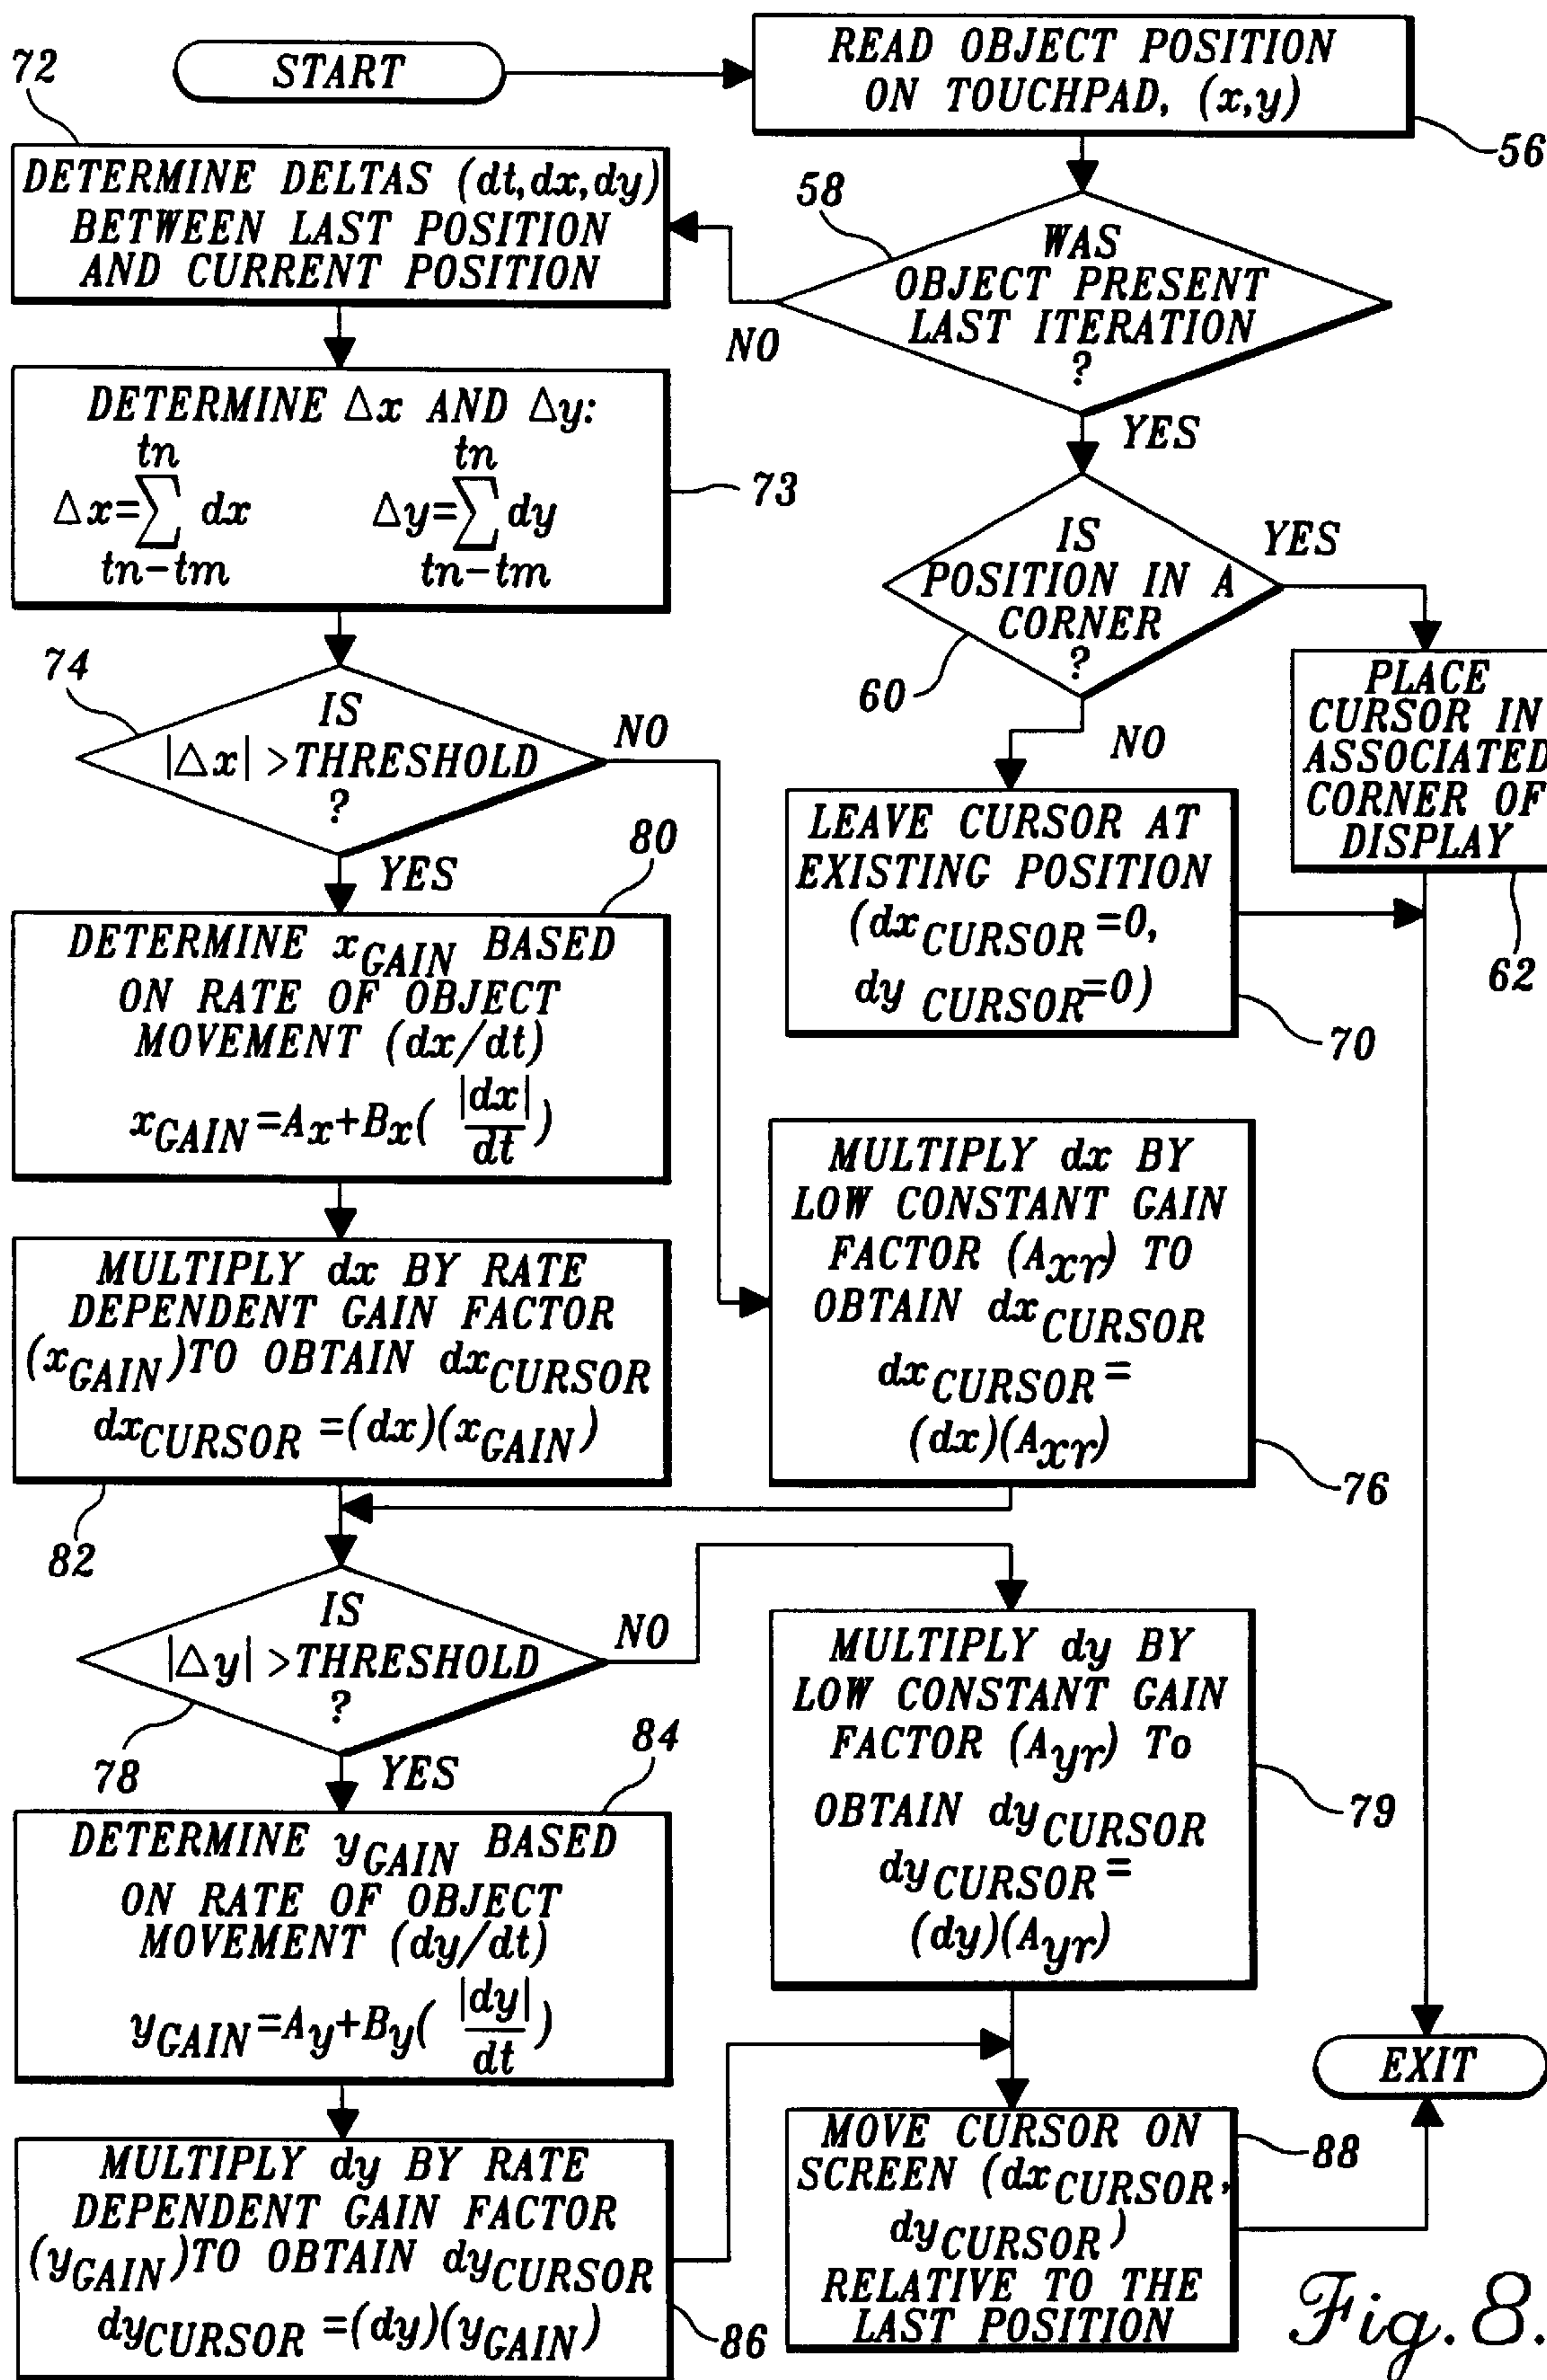 START
READ OBJECT POSITION
ON TOUCHPAD, (x,y)
56
72
DETERMINE DELTAS (dt,dx,dy)
BETWEEN LAST POSITION
AND CURRENT POSITION
58
WAS
OBJECT PRESENT
LAST ITERATION
?
NO
YES
DETERMINE Δx AND Δy:
tn
Δx=∑ dx
tn-tm
tn
Δy=∑ dy
tn-tm
73
IS
POSITION IN A
CORNER
?
60
YES
NO
PLACE
CURSOR IN
ASSOCIATED
CORNER OF
DISPLAY
62
LEAVE CURSOR AT
EXISTING POSITION
(dxCURSOR=0,
dy CURSOR=0)
70
74
IS
|Δx| >THRESHOLD
?
NO
YES
80
DETERMINE xGAIN BASED
ON RATE OF OBJECT
MOVEMENT (dx/dt)
xGAIN=Ax+Bx( |dx|/dt )
MULTIPLY dx BY RATE
DEPENDENT GAIN FACTOR
(xGAIN)TO OBTAIN dxCURSOR
dxCURSOR=(dx)(xGAIN)
82
MULTIPLY dx BY
LOW CONSTANT GAIN
FACTOR (Axr) TO
OBTAIN dxCURSOR
dxCURSOR=
(dx)(Axr)
76
IS
|Δy| >THRESHOLD
?
78
NO
YES
84
DETERMINE yGAIN BASED
ON RATE OF OBJECT
MOVEMENT (dy/dt)
yGAIN=Ay+By( |dy|/dt )
MULTIPLY dy BY RATE
DEPENDENT GAIN FACTOR
(yGAIN)TO OBTAIN dyCURSOR
dyCURSOR=(dy)(yGAIN)
86
MULTIPLY dy BY
LOW CONSTANT GAIN
FACTOR (Ayr) To
OBTAIN dyCURSOR
dyCURSOR=
(dy)(Ayr)
79
MOVE CURSOR ON
SCREEN (dxCURSOR,
dyCURSOR)
RELATIVE TO THE
LAST POSITION
88
EXIT
Fig. 8.